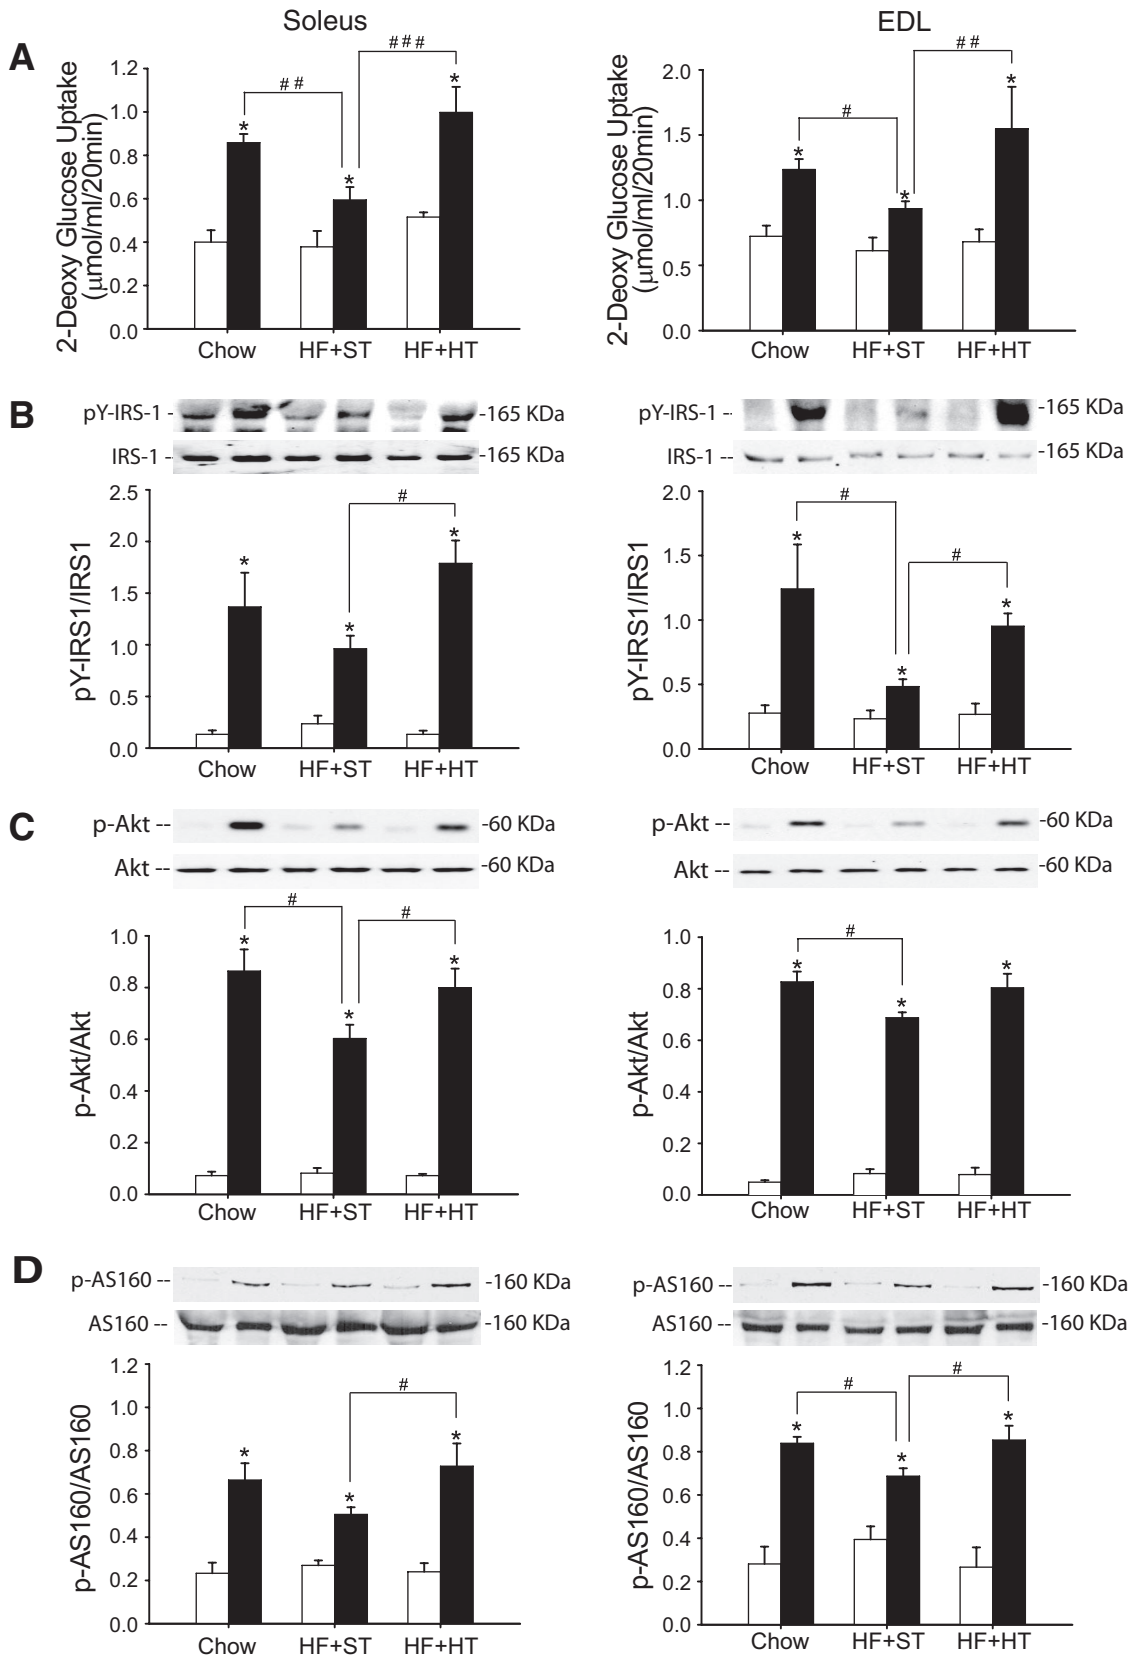 Soleus
EDL
A
2-Deoxy Glucose Uptake
(μmol/ml/20min)
1.2
1.0
0.8
0.6
0.4
0.2
0.0
* * *
# #
# # #
Chow HF+ST HF+HT
2-Deoxy Glucose Uptake
(μmol/ml/20min)
2.0
1.5
1.0
0.5
0.0
* * *
#
# #
Chow HF+ST HF+HT
B
pY-IRS-1 - -165 KDa
IRS-1 -- -165 KDa
pY-IRS1/IRS1
2.5
2.0
1.5
1.0
0.5
0.0
* * *
#
Chow HF+ST HF+HT
pY-IRS-1 -- -165 KDa
IRS-1 -- -165 KDa
pY-IRS1/IRS1
2.0
1.5
1.0
0.5
0.0
* * *
#
#
Chow HF+ST HF+HT
C
p-Akt -- -60 KDa
Akt -- -60 KDa
p-Akt/Akt
1.0
0.8
0.6
0.4
0.2
0.0
* * *
#
#
Chow HF+ST HF+HT
p-Akt -- -60 KDa
Akt -- -60 KDa
p-Akt/Akt
1.0
0.8
0.6
0.4
0.2
0.0
* * *
#
Chow HF+ST HF+HT
D
p-AS160 -- -160 KDa
AS160 -- -160 KDa
p-AS160/AS160
1.2
1.0
0.8
0.6
0.4
0.2
0.0
* * *
#
Chow HF+ST HF+HT
p-AS160 -- -160 KDa
AS160 -- -160 KDa
p-AS160/AS160
1.2
1.0
0.8
0.6
0.4
0.2
0.0
* * *
#
#
Chow HF+ST HF+HT